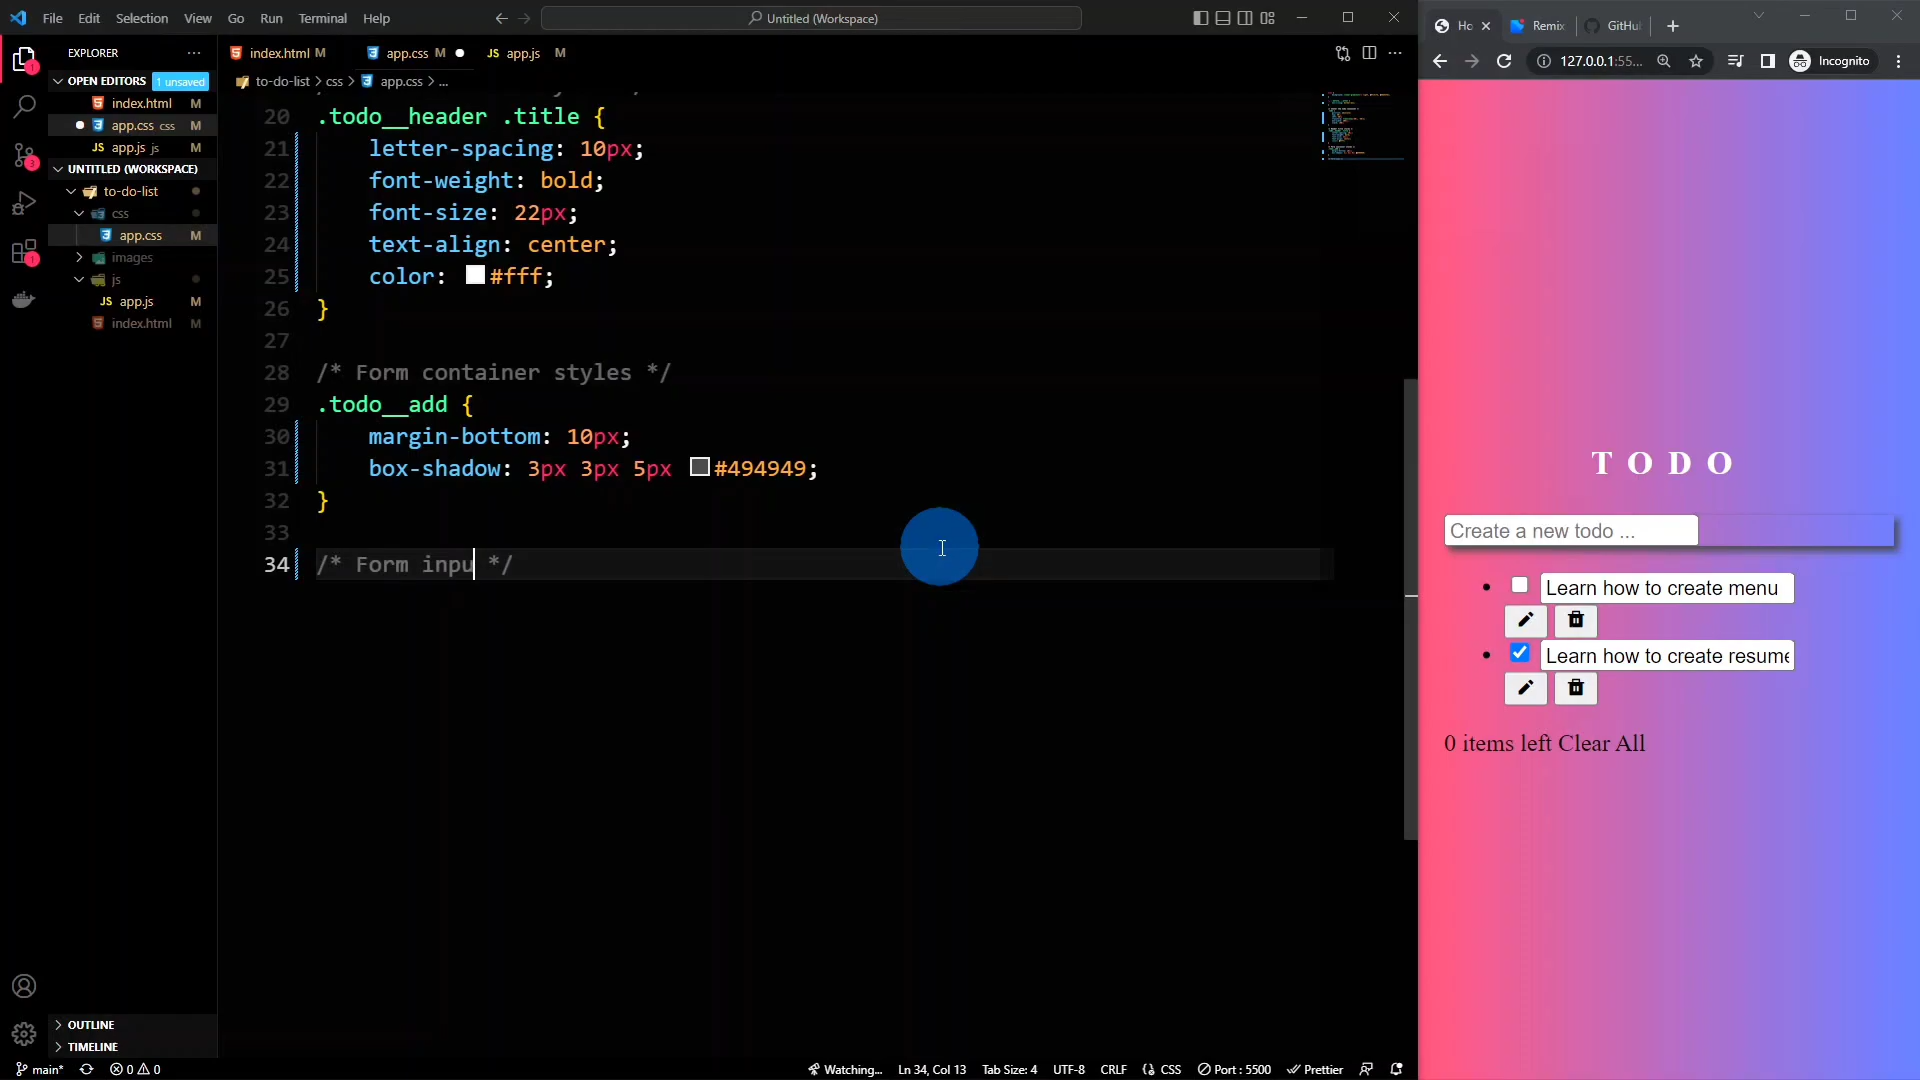 File Edit Selection View Go Run Terminal Help
Untitled (Workspace)
EXPLORER
OPEN EDITORS 1 unsaved
index.html M
app.css css M
app.js js M
UNTITLED (WORKSPACE)
to-do-list
css
app.css M
images
js
JS app.js M
index.html M
OUTLINE
TIMELINE
index.html M app.css M JS app.js M
to-do-list > css > app.css > ...
20 .todo__header .title {
21 letter-spacing: 10px;
22 font-weight: bold;
23 font-size: 22px;
24 text-align: center;
25 color: #fff;
26 }
27
28 /* Form container styles */
29 .todo__add {
30 margin-bottom: 10px;
31 box-shadow: 3px 3px 5px #494949;
32 }
33
34 /* Form inpu */
main* 0 0 Watching... Ln 34, Col 13 Tab Size: 4 UTF-8 CRLF CSS Port : 5500 Prettier
Ho Remix GitHu
127.0.0.1:55... Incognito
TODO
Create a new todo ...
Learn how to create menu
Learn how to create resume
0 items left Clear All